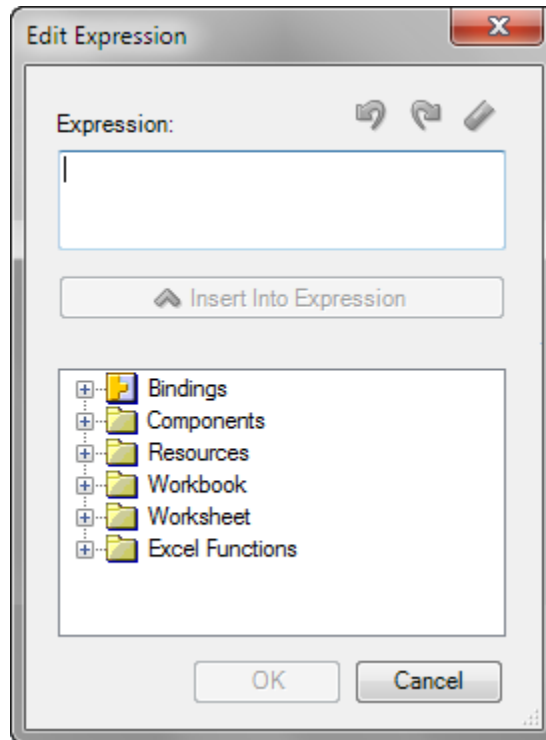 Edit Expression
Expression:
Insert Into Expression
Bindings
Components
Resources
Workbook
Worksheet
Excel Functions
OK
Cancel